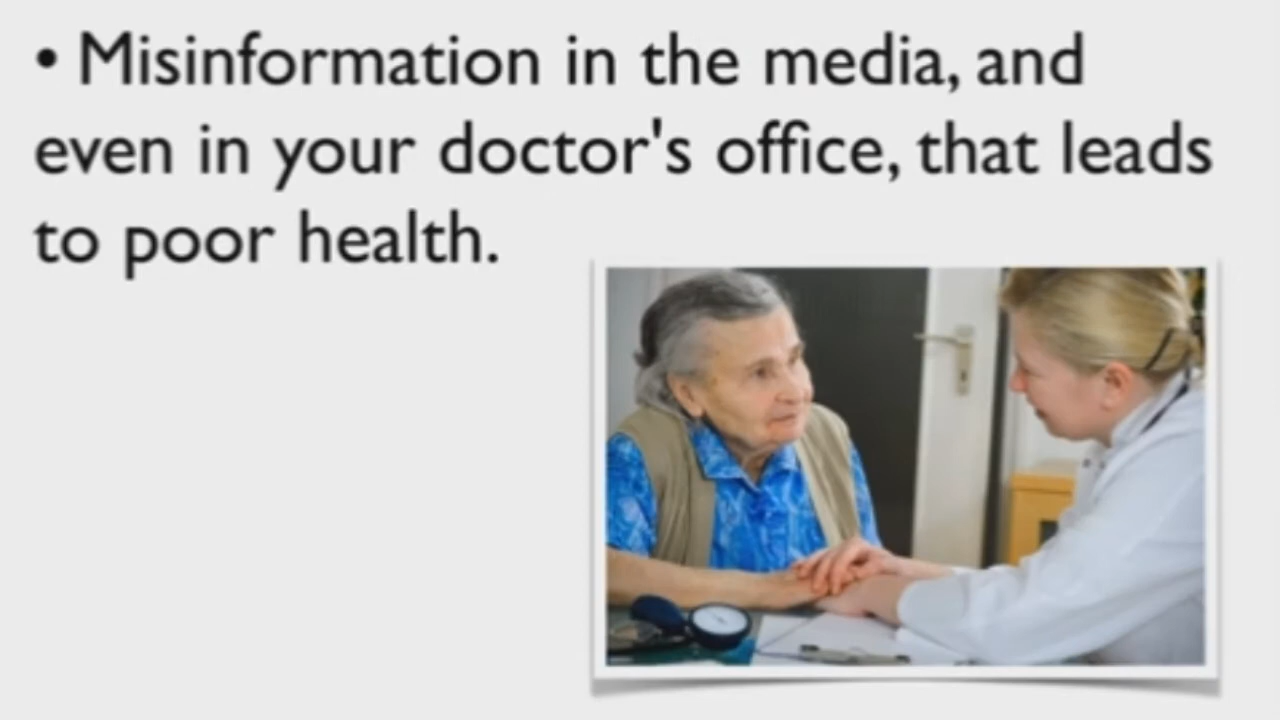 • Misinformation in the media, and
even in your doctor's office, that leads
to poor health.